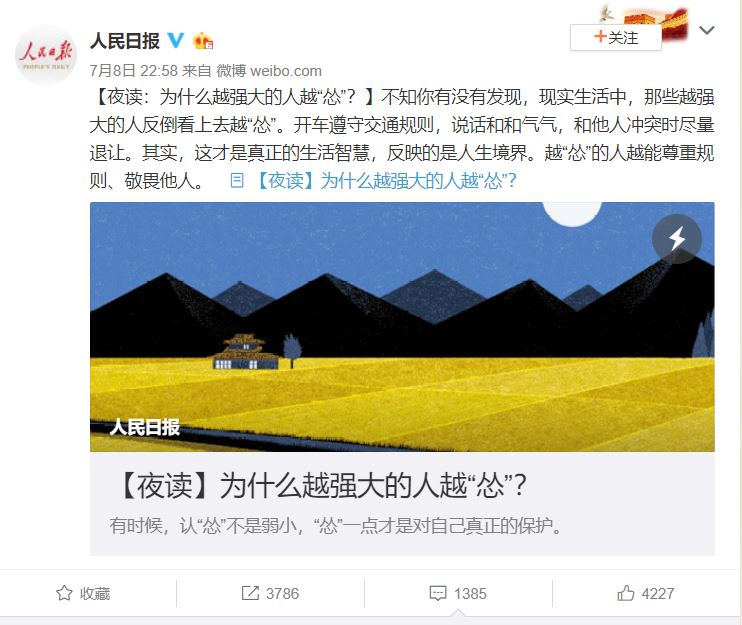 人民日报
PEOPLE'S DAILY
人民日报
+关注
7月8日 22:58 来自 微博 weibo.com
【夜读：为什么越强大的人越“怂”？】不知你有没有发现，现实生活中，那些越强
大的人反倒看上去越“怂”。开车遵守交通规则，说话和和气气，和他人冲突时尽量
退让。其实，这才是真正的生活智慧，反映的是人生境界。越“怂”的人越能尊重规
则、敬畏他人。 【夜读】为什么越强大的人越“怂”？
人民日报
【夜读】为什么越强大的人越“怂”？
有时候，认“怂”不是弱小，“怂”一点才是对自己真正的保护。
收藏
3786
1385
4227